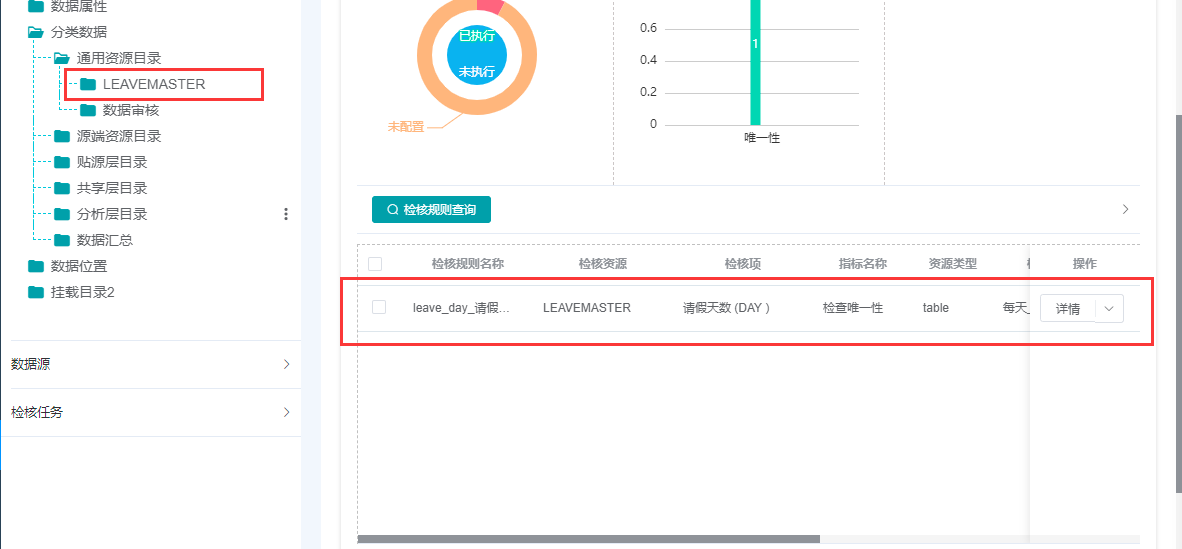 数据属性
分类数据
通用资源目录
LEAVEMASTER
数据审核
源端资源目录
贴源层目录
共享层目录
分析层目录
数据汇总
数据位置
挂载目录2
数据源
检核任务
已执行
未执行
未配置
0.6
0.4
0.2
0
1
唯一性
检核规则查询
检核规则名称 检核资源 检核项 指标名称 资源类型 操作
leave_day_请假... LEAVEMASTER 请假天数 (DAY ) 检查唯一性 table 每天_ 详情